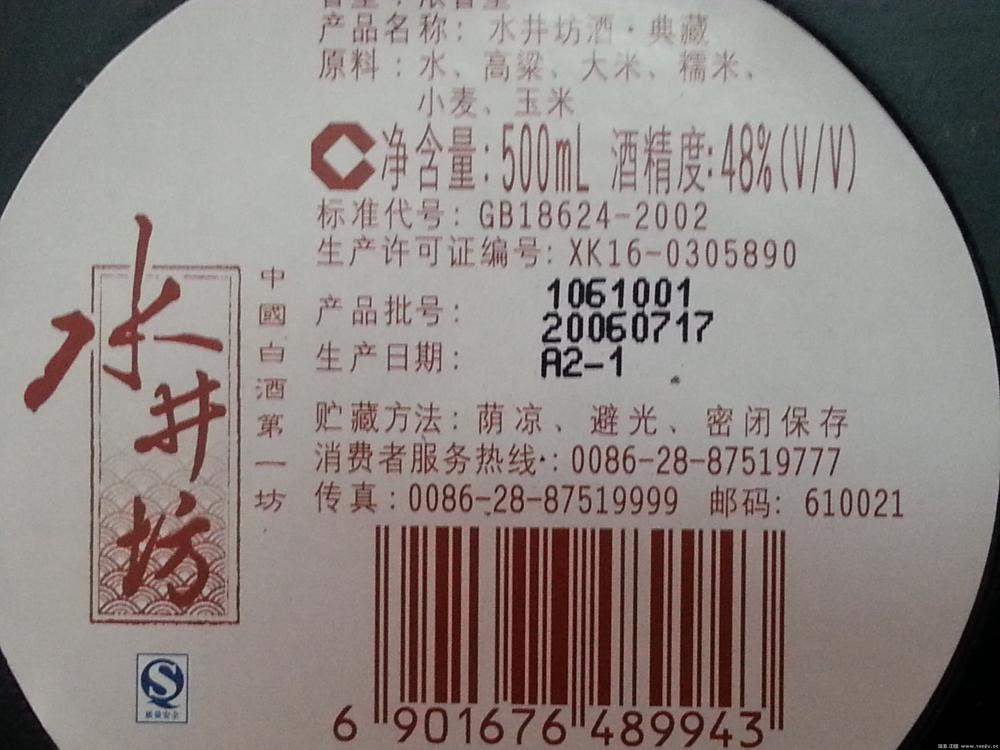 产品名称：水井坊酒·典藏
原料：水、高粱、大米、糯米、
小麦、玉米
净含量：500mL 酒精度：48%(V/V)
标准代号：GB18624-2002
生产许可证编号：XK16-0305890
产品批号：
1061001
20060717
生产日期：
A2-1
贮藏方法：荫凉、避光、密闭保存
消费者服务热线：0086-28-87519777
传真：0086-28-87519999 邮码：610021
6 901676 489943
水井坊
中國白酒第一坊
S
质量安全